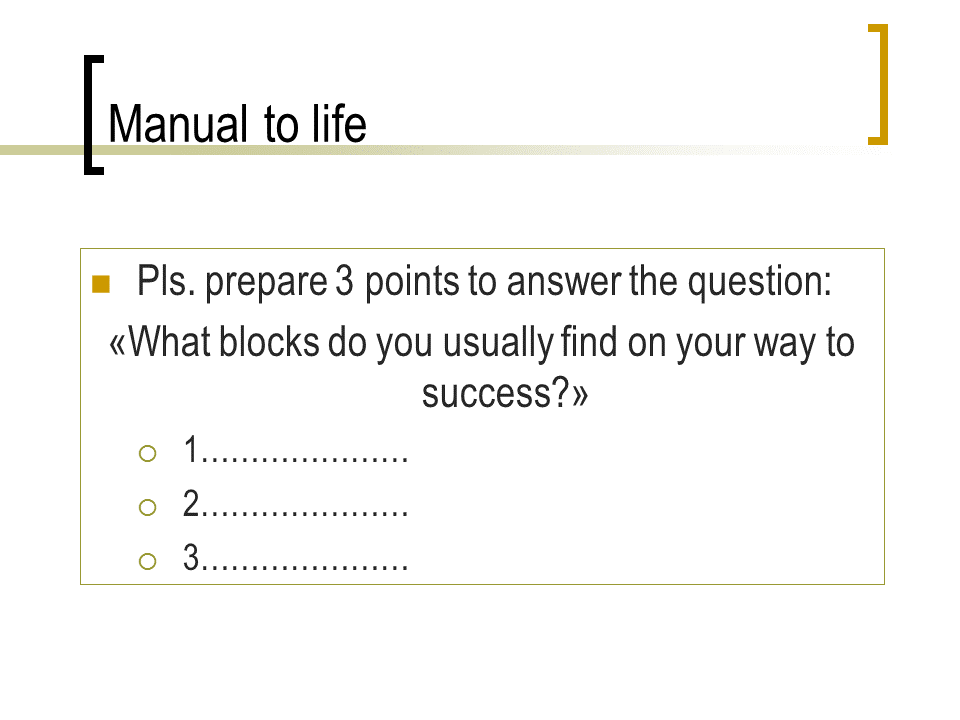 Manual to life
Pls. prepare 3 points to answer the question:
«What blocks do you usually find on your way to
success?»
1…………………
2…………………
3…………………